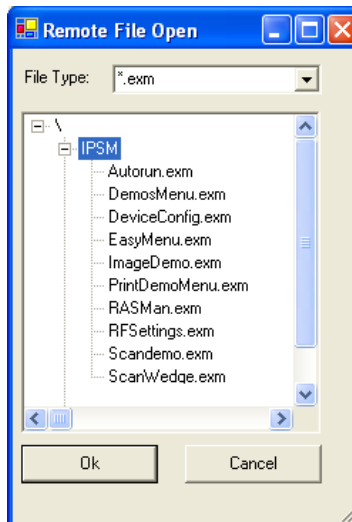 Remote File Open
File Type: *.exm
\
IPSM
Autorun.exm
DemosMenu.exm
DeviceConfig.exm
EasyMenu.exm
ImageDemo.exm
PrintDemoMenu.exm
RASMan.exm
RFSettings.exm
Scandemo.exm
ScanWedge.exm
Ok Cancel